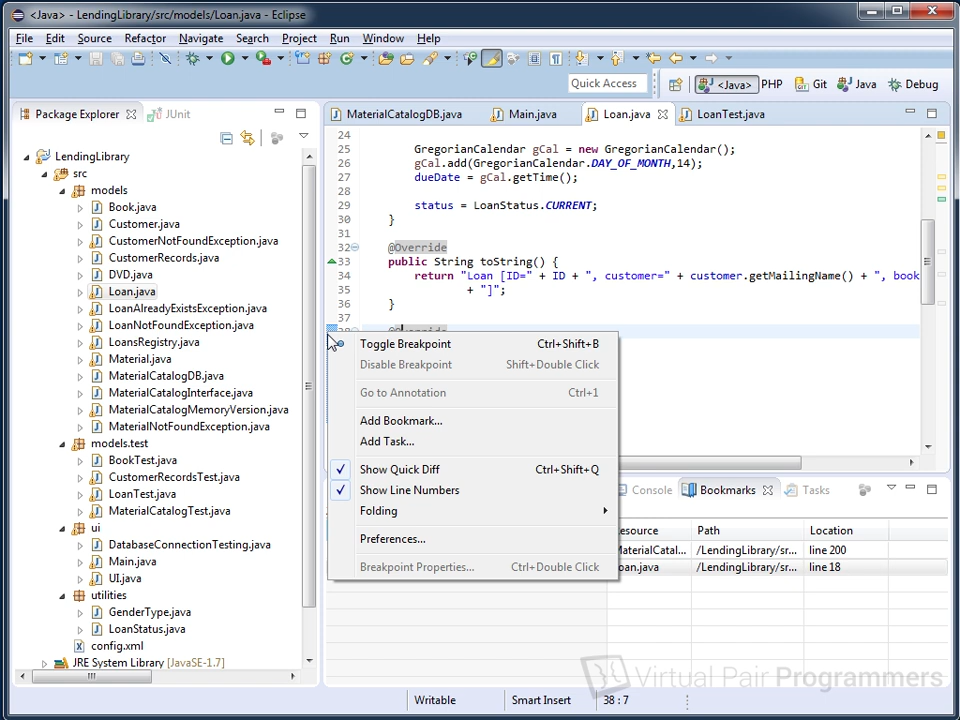 <Java> - LendingLibrary/src/models/Loan.java - Eclipse
File Edit Source Refactor Navigate Search Project Run Window Help
Quick Access <Java> PHP Git Java Debug
Package Explorer JUnit
MaterialCatalogDB.java Main.java Loan.java LoanTest.java
LendingLibrary
src
models
Book.java
Customer.java
CustomerNotFoundException.java
CustomerRecords.java
DVD.java
Loan.java
LoanAlreadyExistsException.java
LoanNotFoundException.java
LoansRegistry.java
Material.java
MaterialCatalogDB.java
MaterialCatalogInterface.java
MaterialCatalogMemoryVersion.java
MaterialNotFoundException.java
models.test
BookTest.java
CustomerRecordsTest.java
LoanTest.java
MaterialCatalogTest.java
ui
DatabaseConnectionTesting.java
Main.java
UI.java
utilities
GenderType.java
LoanStatus.java
config.xml
JRE System Library [JavaSE-1.7]
24
25 GregorianCalendar gCal = new GregorianCalendar();
26 gCal.add(GregorianCalendar.DAY_OF_MONTH,14);
27 dueDate = gCal.getTime();
28
29 status = LoanStatus.CURRENT;
30 }
31
32 @Override
33 public String toString() {
34 return "Loan [ID=" + ID + ", customer=" + customer.getMailingName() + ", book
35 + "]";
36 }
37
38 @Override
Toggle Breakpoint Ctrl+Shift+B
Disable Breakpoint Shift+Double Click
Go to Annotation Ctrl+1
Add Bookmark...
Add Task...
Show Quick Diff Ctrl+Shift+Q
Show Line Numbers
Folding
Preferences...
Breakpoint Properties... Ctrl+Double Click
Console Bookmarks Tasks
esource Path Location
MaterialCatal... /LendingLibrary/sr... line 200
oan.java /LendingLibrary/sr... line 18
Virtual Pair Programmers
Writable Smart Insert 38 : 7